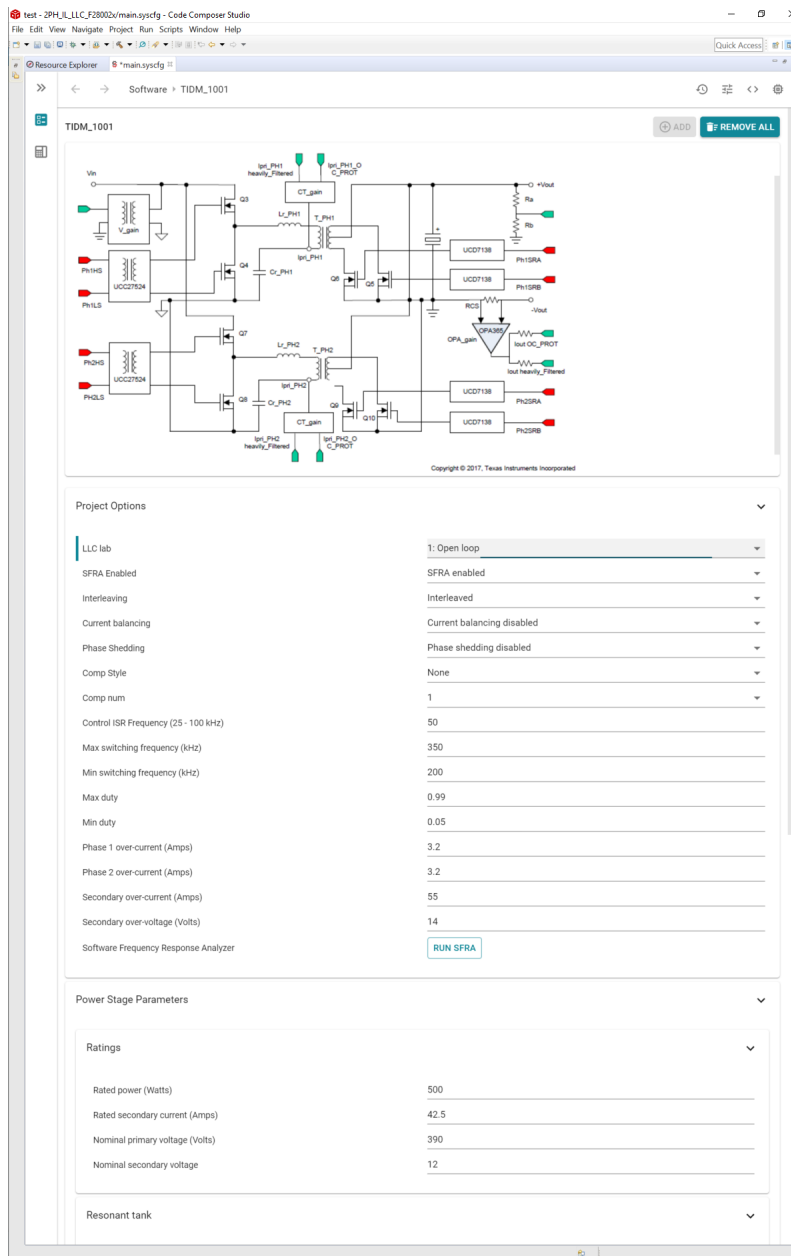 test - 2PH_IL_LLC_F28002x/main.syscfg - Code Composer Studio
File Edit View Navigate Project Run Scripts Window Help
Quick Access
Resource Explorer *main.syscfg
Software TIDM_1001
TIDM_1001
ADD
REMOVE ALL
Vin
V_gain
Ph1HS
UCC27524
Ph1LS
Ph2HS
UCC27524
PH2LS
Q3
Q4
Q7
Q8
Ipri_PH1
heavily_Filtered
Ipri_PH1_O
C_PROT
CT_gain
Lr_PH1
T_PH1
Ipri_PH1
Cr_PH1
Lr_PH2
T_PH2
Ipri_PH2
Cr_PH2
CT_gain
Ipri_PH2
heavily_Filtered
Ipri_PH2_O
C_PROT
Q5
Q9
Q10
+Vout
Ra
Rb
UCD7138
Ph1SRA
UCD7138
Ph1SRB
RCS
-Vout
OPA365
OPA_gain
Iout OC_PROT
Iout heavily_Filtered
UCD7138
Ph2SRA
UCD7138
Ph2SRB
Copyright © 2017, Texas Instruments Incorporated
Project Options
LLC lab 1: Open loop
SFRA Enabled SFRA enabled
Interleaving Interleaved
Current balancing Current balancing disabled
Phase Shedding Phase shedding disabled
Comp Style None
Comp num 1
Control ISR Frequency (25 - 100 kHz) 50
Max switching frequency (kHz) 350
Min switching frequency (kHz) 200
Max duty 0.99
Min duty 0.05
Phase 1 over-current (Amps) 3.2
Phase 2 over-current (Amps) 3.2
Secondary over-current (Amps) 55
Secondary over-voltage (Volts) 14
Software Frequency Response Analyzer RUN SFRA
Power Stage Parameters
Ratings
Rated power (Watts) 500
Rated secondary current (Amps) 42.5
Nominal primary voltage (Volts) 390
Nominal secondary voltage 12
Resonant tank